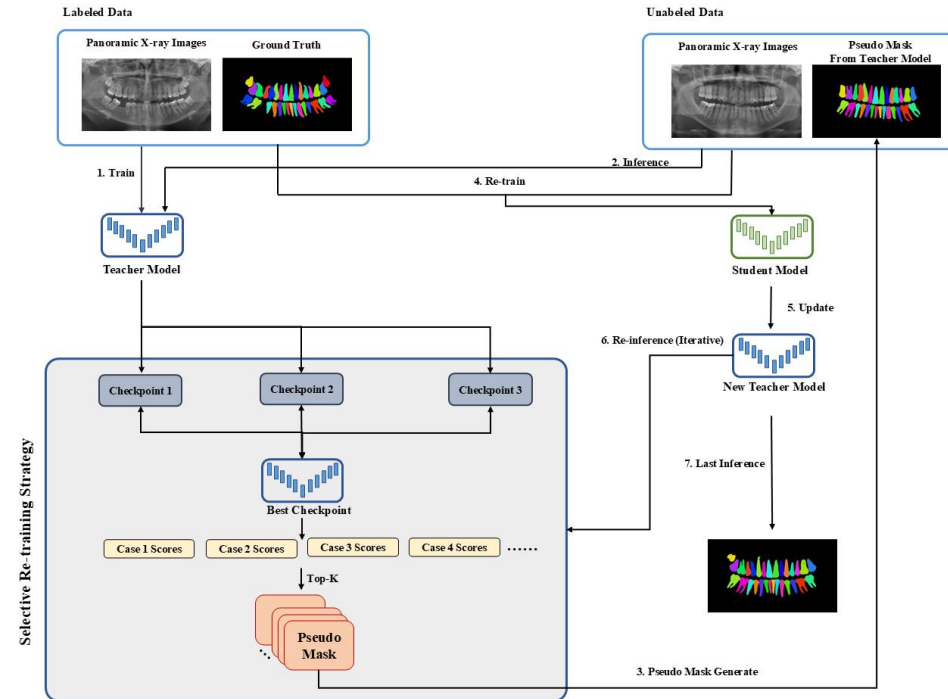 Labeled Data
Unabeled Data
Panoramic X-ray Images
Ground Truth
Panoramic X-ray Images
Pseudo Mask
From Teacher Model
1. Train
2. Inference
4. Re-train
Teacher Model
Student Model
5. Update
6. Re-inference (Iterative)
New Teacher Model
Selective Re-training Strategy
Checkpoint 1
Checkpoint 2
Checkpoint 3
Best Checkpoint
7. Last Inference
Case 1 Scores
Case 2 Scores
Case 3 Scores
Case 4 Scores
......
Top-K
Pseudo
Mask
...
3. Pseudo Mask Generate